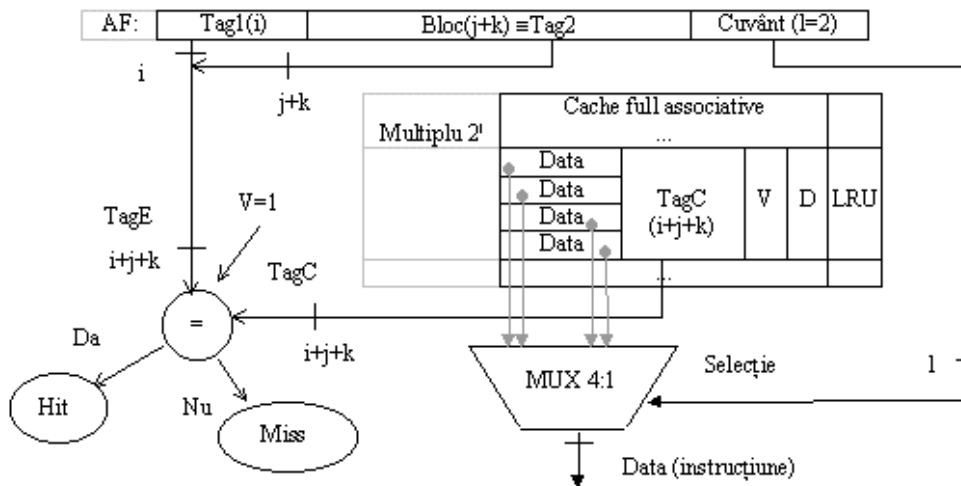 AF: Tag1(i) Bloc(j+k) ≡Tag2 Cuvânt (l=2)
i
j+k
Cache full associative
Multiplu 2ˡ ...
Data
Data
Data
Data
TagC
(i+j+k)
V D LRU
...
TagE
V=1
i+j+k
TagC
=
i+j+k
Da
Nu
Hit
Miss
MUX 4:1
Selecție
l
Data (instrucțiune)